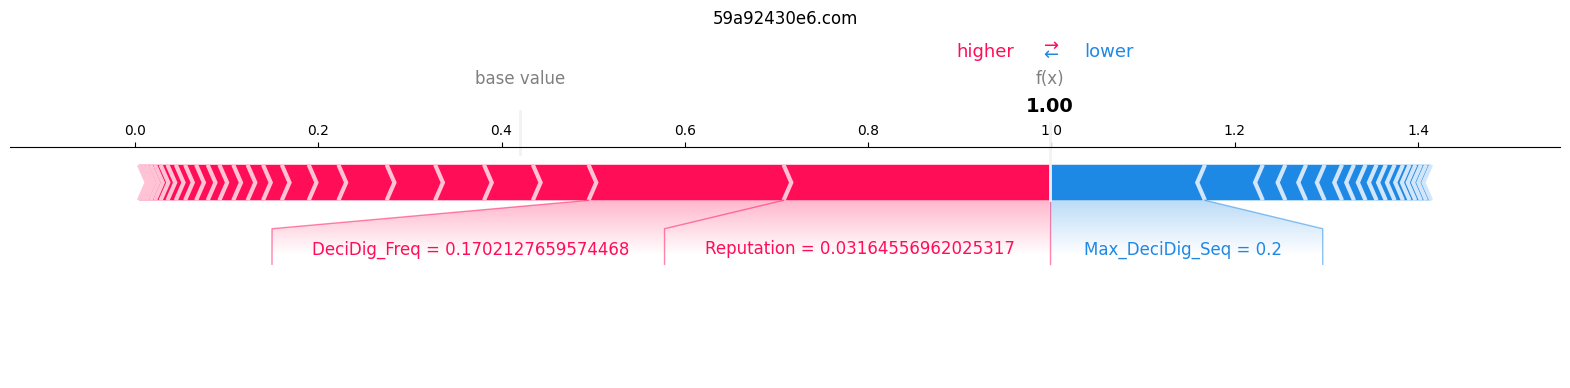 59a92430e6.com
higher ⇄ lower
base value
f(x)
1.00
0.0 0.2 0.4 0.6 0.8 1.0 1.2 1.4
DeciDig_Freq = 0.1702127659574468
Reputation = 0.03164556962025317
Max_DeciDig_Seq = 0.2